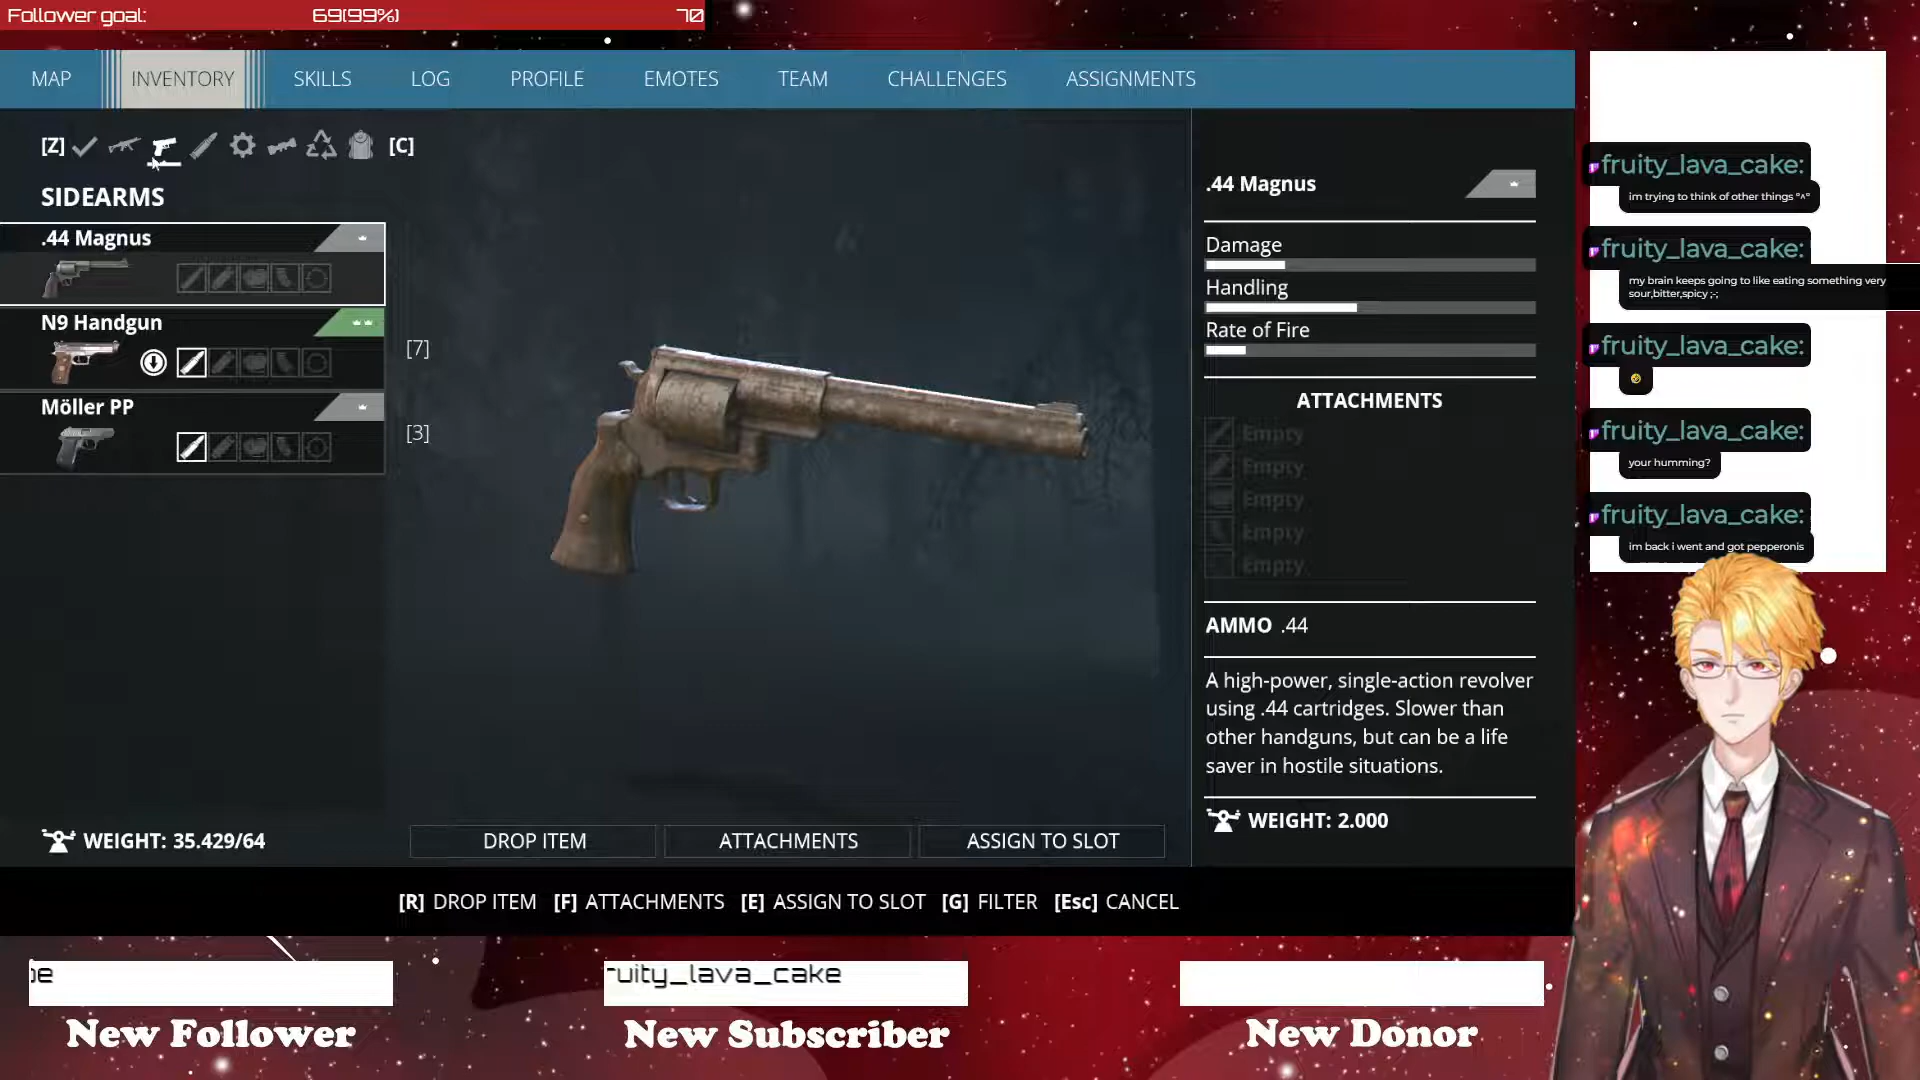 Follower goal: 69(99%) 70
MAP INVENTORY SKILLS LOG PROFILE EMOTES TEAM CHALLENGES ASSIGNMENTS
[Z] [C]
SIDEARMS
.44 Magnus
N9 Handgun
[7]
Möller PP
[3]
WEIGHT: 35.429/64
DROP ITEM ATTACHMENTS ASSIGN TO SLOT
.44 Magnus
Damage
Handling
Rate of Fire
ATTACHMENTS
Empty
Empty
Empty
Empty
Empty
AMMO .44
A high-power, single-action revolver
using .44 cartridges. Slower than
other handguns, but can be a life
saver in hostile situations.
WEIGHT: 2.000
[R] DROP ITEM [F] ATTACHMENTS [E] ASSIGN TO SLOT [G] FILTER [Esc] CANCEL
fruity_lava_cake:
im trying to think of other things °^°
fruity_lava_cake:
my brain keeps going to like eating something very
sour,bitter,spicy ;-;
fruity_lava_cake:
fruity_lava_cake:
your humming?
fruity_lava_cake:
im back i went and got pepperonis
uity_lava_cake
New Follower
New Subscriber
New Donor